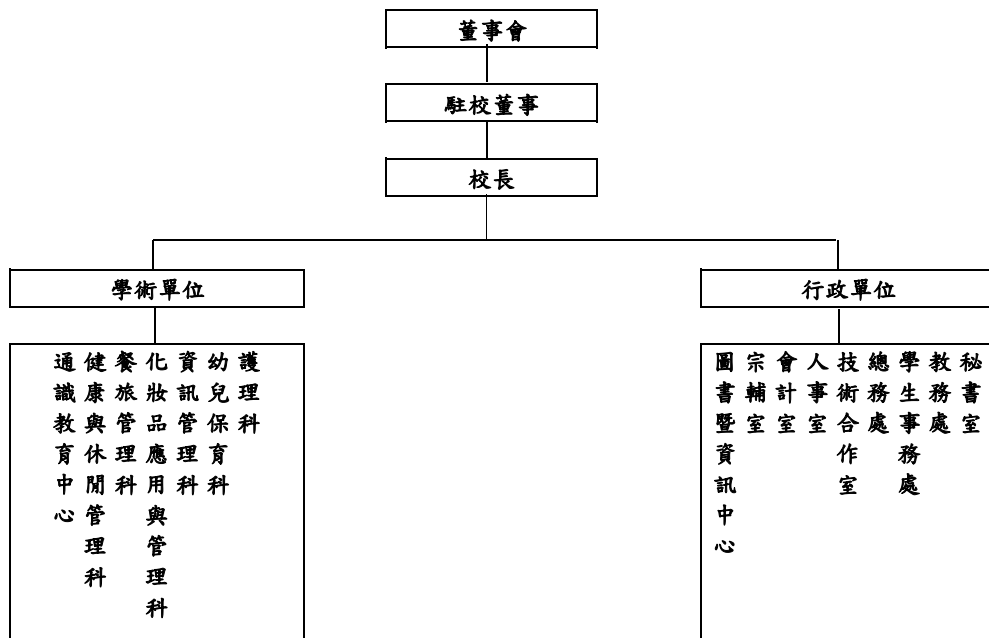 董事會
駐校董事
校長
學術單位
行政單位
護理科
幼兒保育科
資訊管理科
化妝品應用與管理科
餐旅管理科
健康與休閒管理科
通識教育中心
秘書室
教務處
學生事務處
總務處
技術合作室
人事室
會計室
宗輔室
圖書暨資訊中心